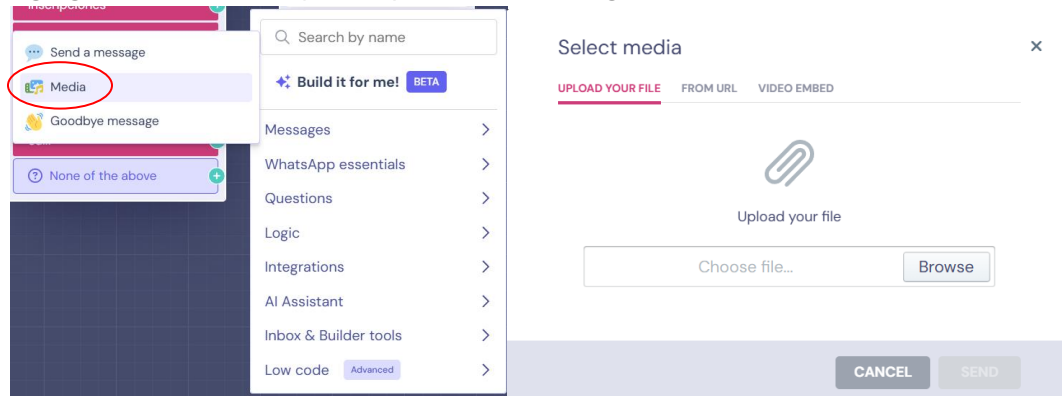 Inscripciones
Send a message
Media
Goodbye message
None of the above
Search by name
Build it for me! BETA
Messages
WhatsApp essentials
Questions
Logic
Integrations
AI Assistant
Inbox & Builder tools
Low code Advanced
Select media
UPLOAD YOUR FILE FROM URL VIDEO EMBED
Upload your file
Choose file... Browse
CANCEL SEND